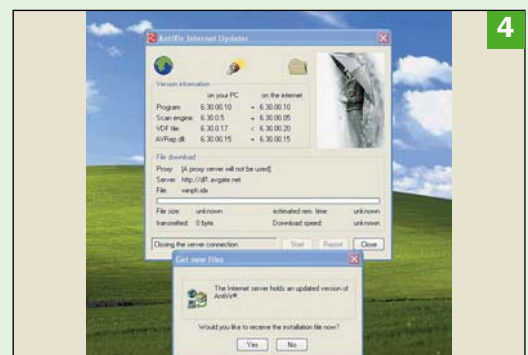 4
AntiVir Internet Updater
Version information
on your PC on the internet
Program 6.30.00.10 = 6.30.00.10
Scan engine 6.30.0.5 = 6.30.00.05
VDF file 6.30.0.17 < 6.30.00.20
AVRep.dll 6.30.00.15 = 6.30.00.15
File download
Proxy: [A proxy server will not be used]
Server: http://dl1.avgate.net
File:
File size unknown estimated rem. time: unknown
transmitted: 0 byte Download speed: unknown
Closing the server connection. Start Report Close
Get new files
The Internet server holds an updated version of
AntiVir®.
Would you like to receive the installation file now?
Yes No